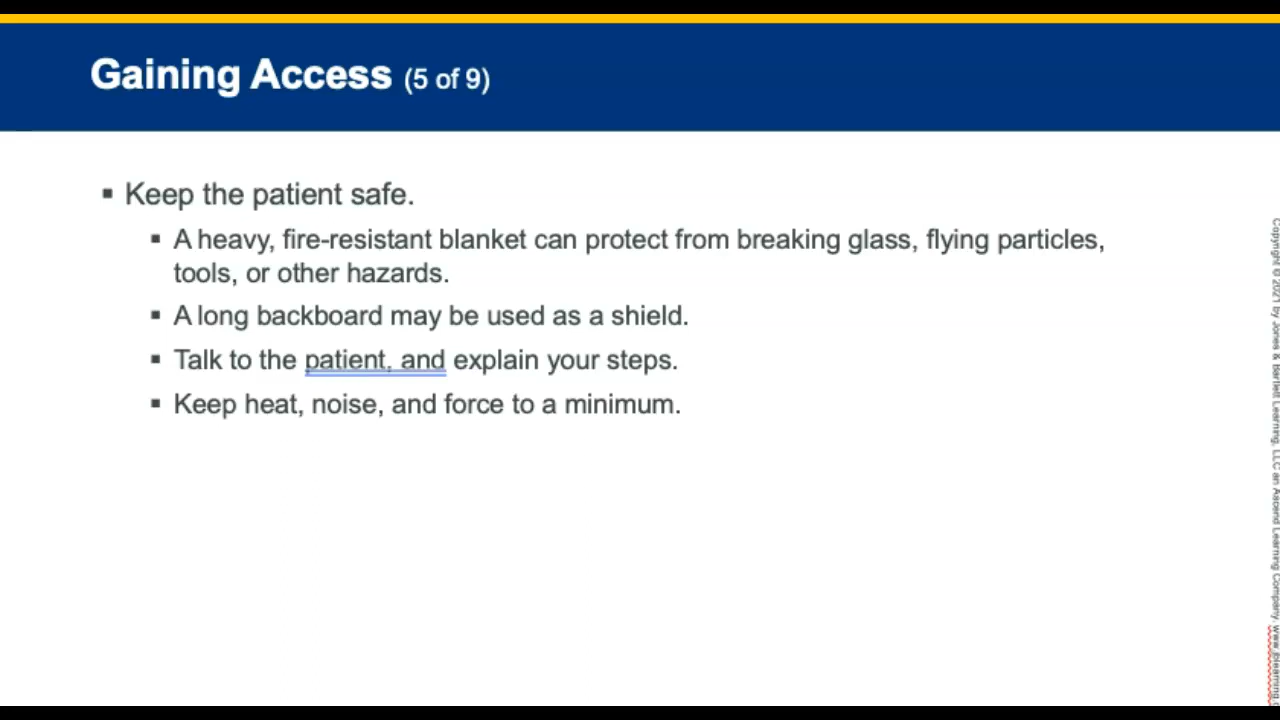 Gaining Access (5 of 9)
▪ Keep the patient safe.
▪ A heavy, fire-resistant blanket can protect from breaking glass, flying particles,
tools, or other hazards.
▪ A long backboard may be used as a shield.
▪ Talk to the patient, and explain your steps.
▪ Keep heat, noise, and force to a minimum.
Copyright © 2021 by Jones & Bartlett Learning, LLC an Ascend Learning Company. www.jblearning.c